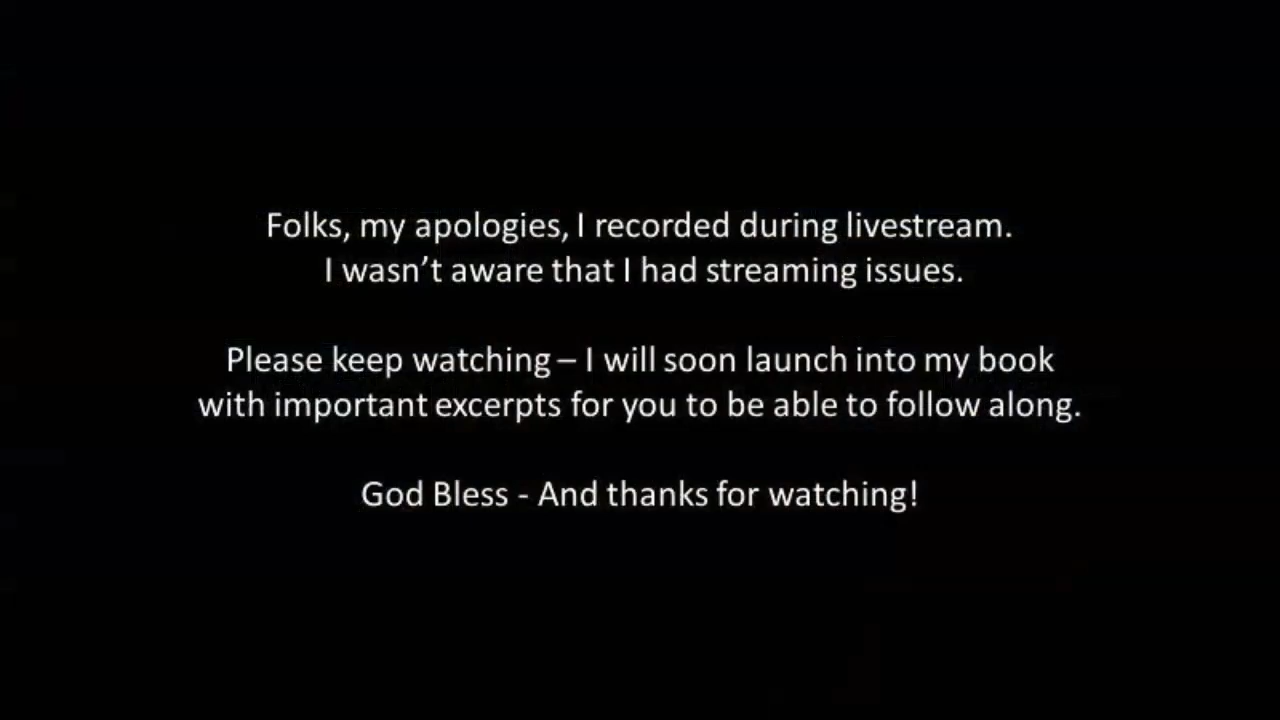 Folks, my apologies, I recorded during livestream.
I wasn’t aware that I had streaming issues.
Please keep watching – I will soon launch into my book
with important excerpts for you to be able to follow along.
God Bless - And thanks for watching!